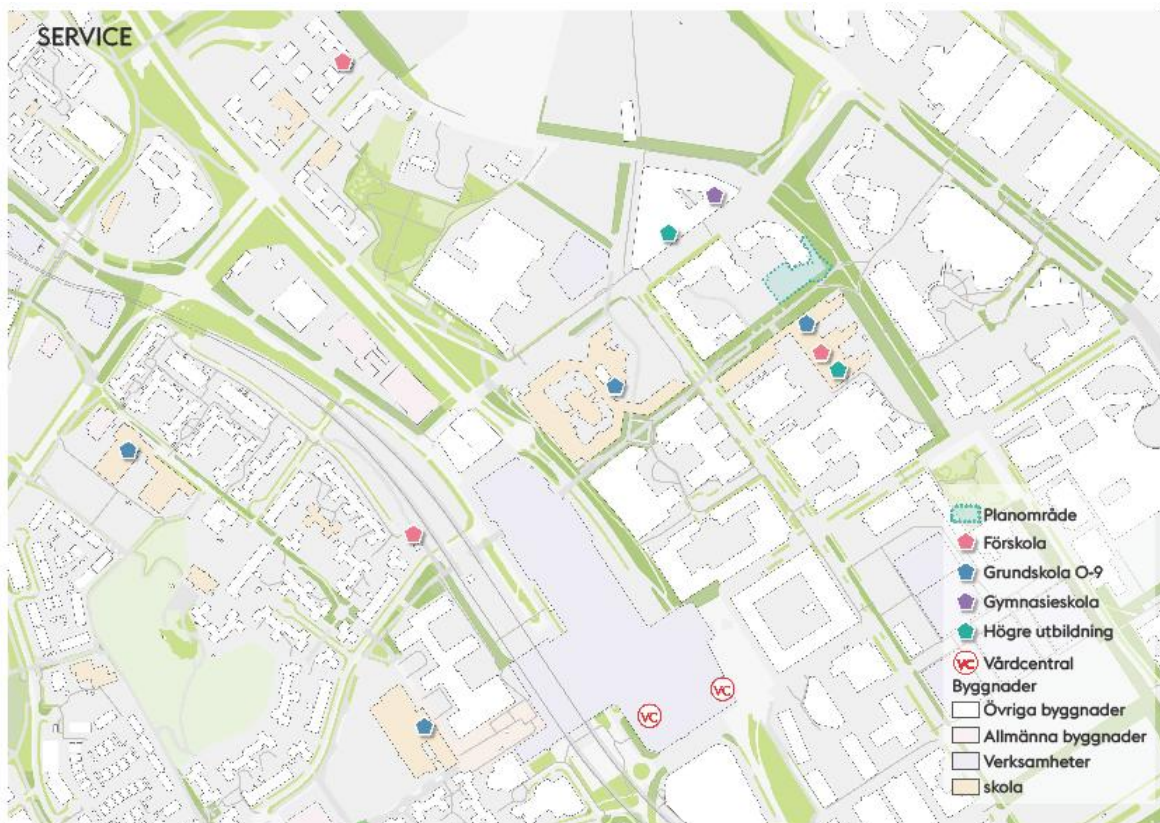 SERVICE
VC
VC
Planområde
Förskola
Grundskola 0-9
Gymnasieskola
Högre utbildning
VC Vårdcentral
Byggnader
Övriga byggnader
Allmänna byggnader
Verksamheter
skola